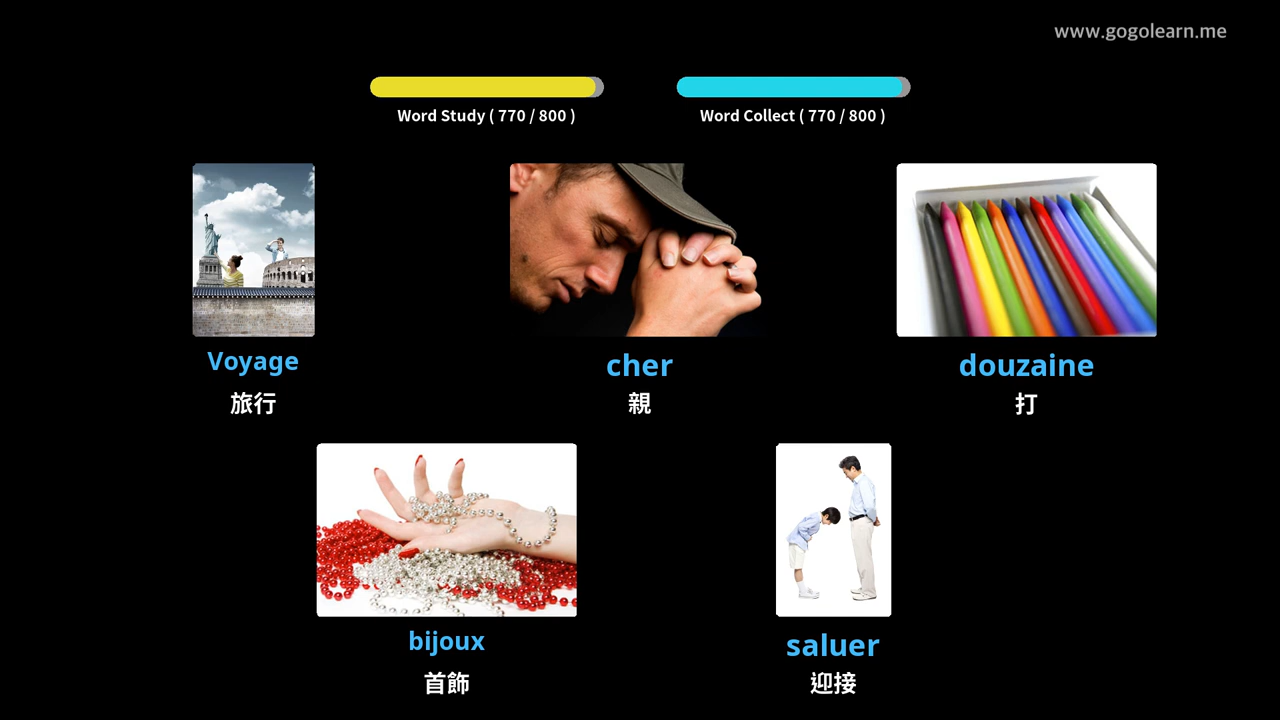 www.gogolearn.me
Word Study ( 770 / 800 )
Word Collect ( 770 / 800 )
Voyage
旅行
cher
親
douzaine
打
bijoux
首飾
saluer
迎接